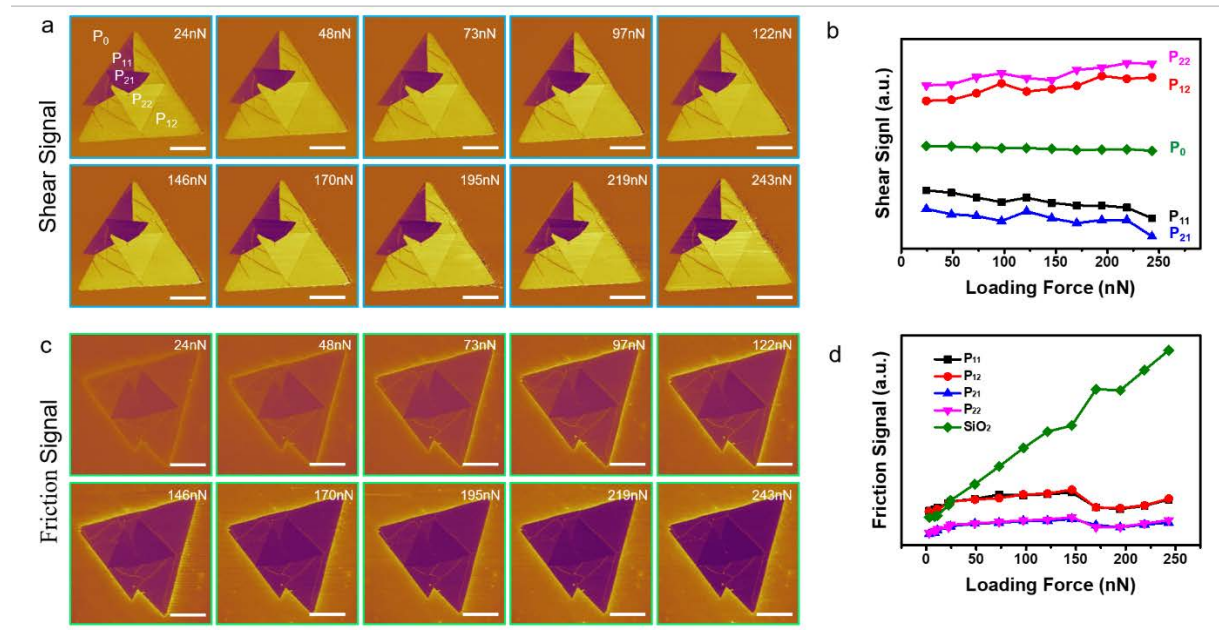 a
Shear Signal
P0
P11
P21
P22
P12
24nN
48nN
73nN
97nN
122nN
146nN
170nN
195nN
219nN
243nN
b
Shear Signl (a.u.)
P22
P12
P0
P11
P21
0 50 100 150 200 250
Loading Force (nN)
c
Friction Signal
24nN
48nN
73nN
97nN
122nN
146nN
170nN
195nN
219nN
243nN
d
Friction Signal (a.u.)
P11
P12
P21
P22
SiO2
0 50 100 150 200 250
Loading Force (nN)